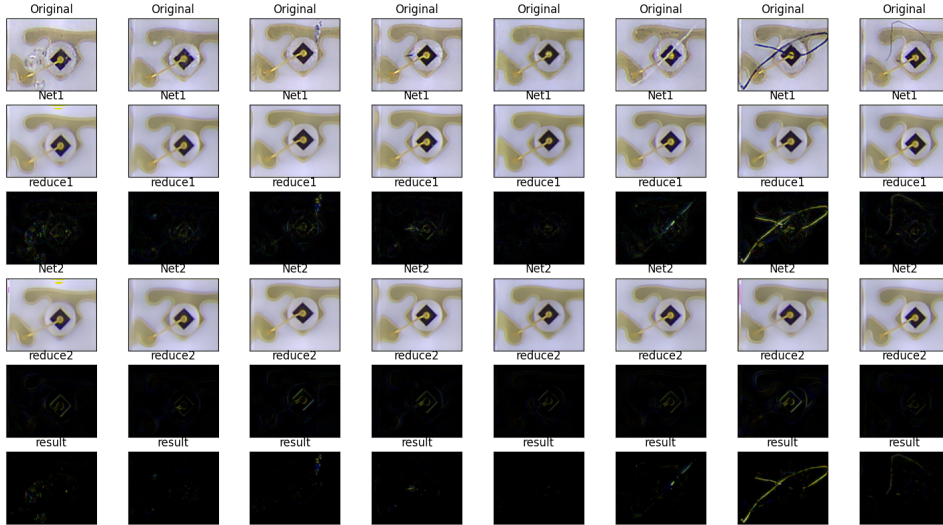 Original Original Original Original Original Original Original Original
Net1 Net1 Net1 Net1 Net1 Net1 Net1 Net1
reduce1 reduce1 reduce1 reduce1 reduce1 reduce1 reduce1 reduce1
Net2 Net2 Net2 Net2 Net2 Net2 Net2 Net2
reduce2 reduce2 reduce2 reduce2 reduce2 reduce2 reduce2 reduce2
result result result result result result result result